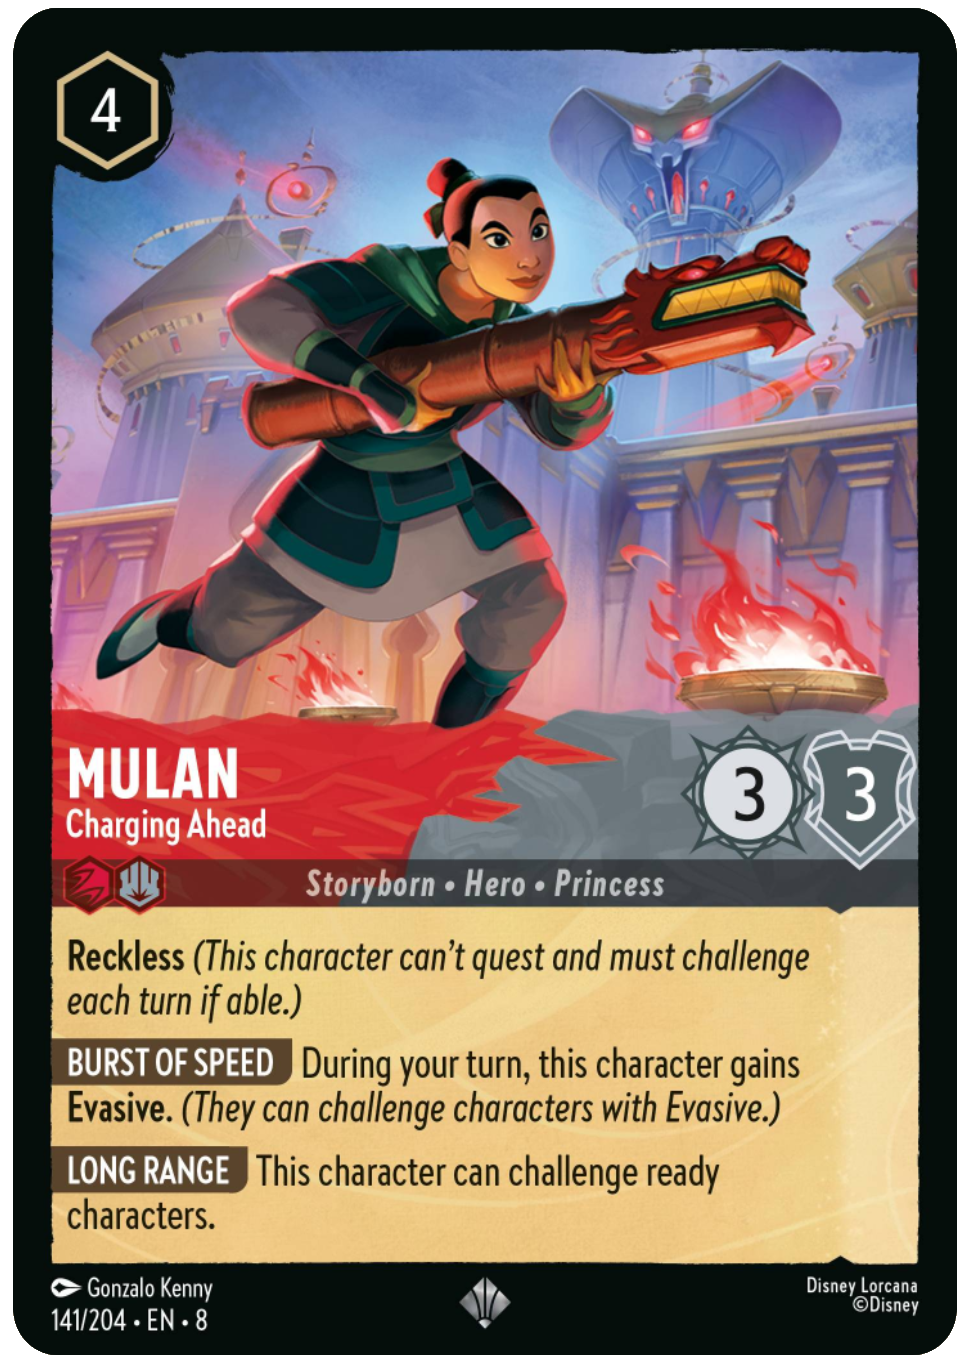 4
MULAN
Charging Ahead
3
3
Storyborn • Hero • Princess
Reckless (This character can't quest and must challenge
each turn if able.)
BURST OF SPEED During your turn, this character gains
Evasive. (They can challenge characters with Evasive.)
LONG RANGE This character can challenge ready
characters.
Gonzalo Kenny
141/204 • EN • 8
Disney Lorcana
©Disney